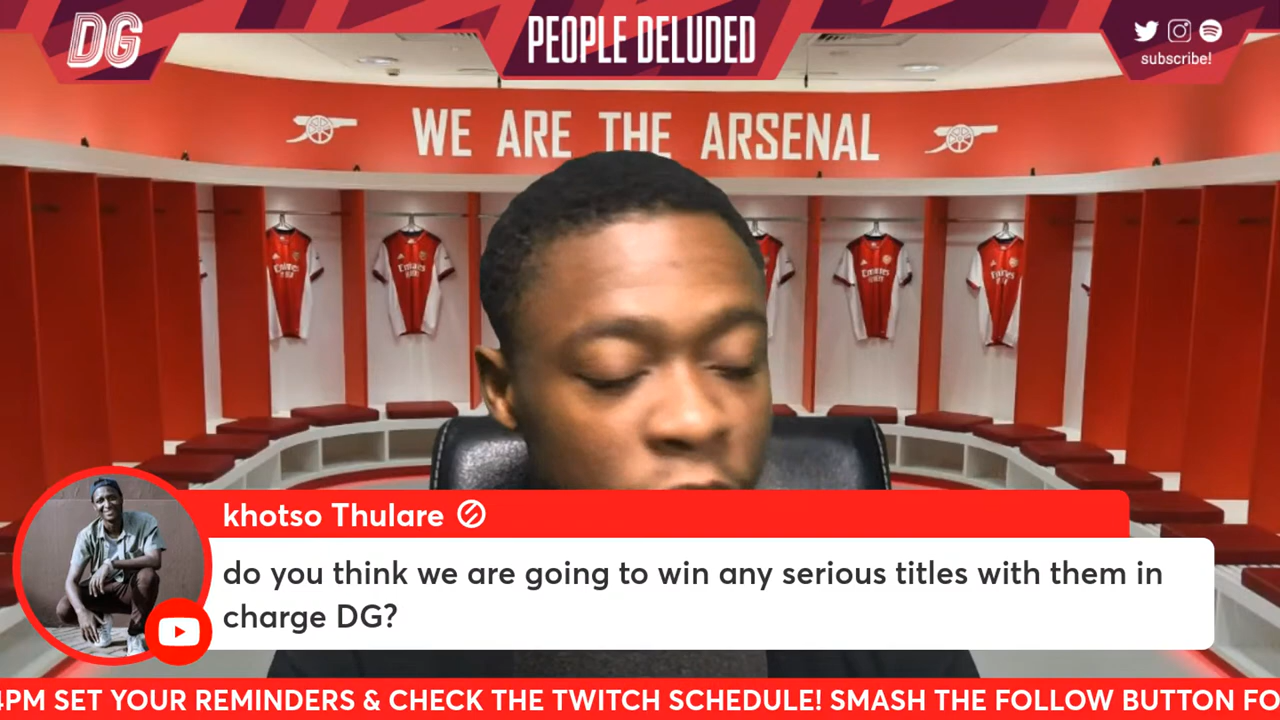 DG
PEOPLE DELUDED
subscribe!
WE ARE THE ARSENAL
Emirates
khotso Thulare
do you think we are going to win any serious titles with them in
charge DG?
4PM SET YOUR REMINDERS & CHECK THE TWITCH SCHEDULE! SMASH THE FOLLOW BUTTON FO